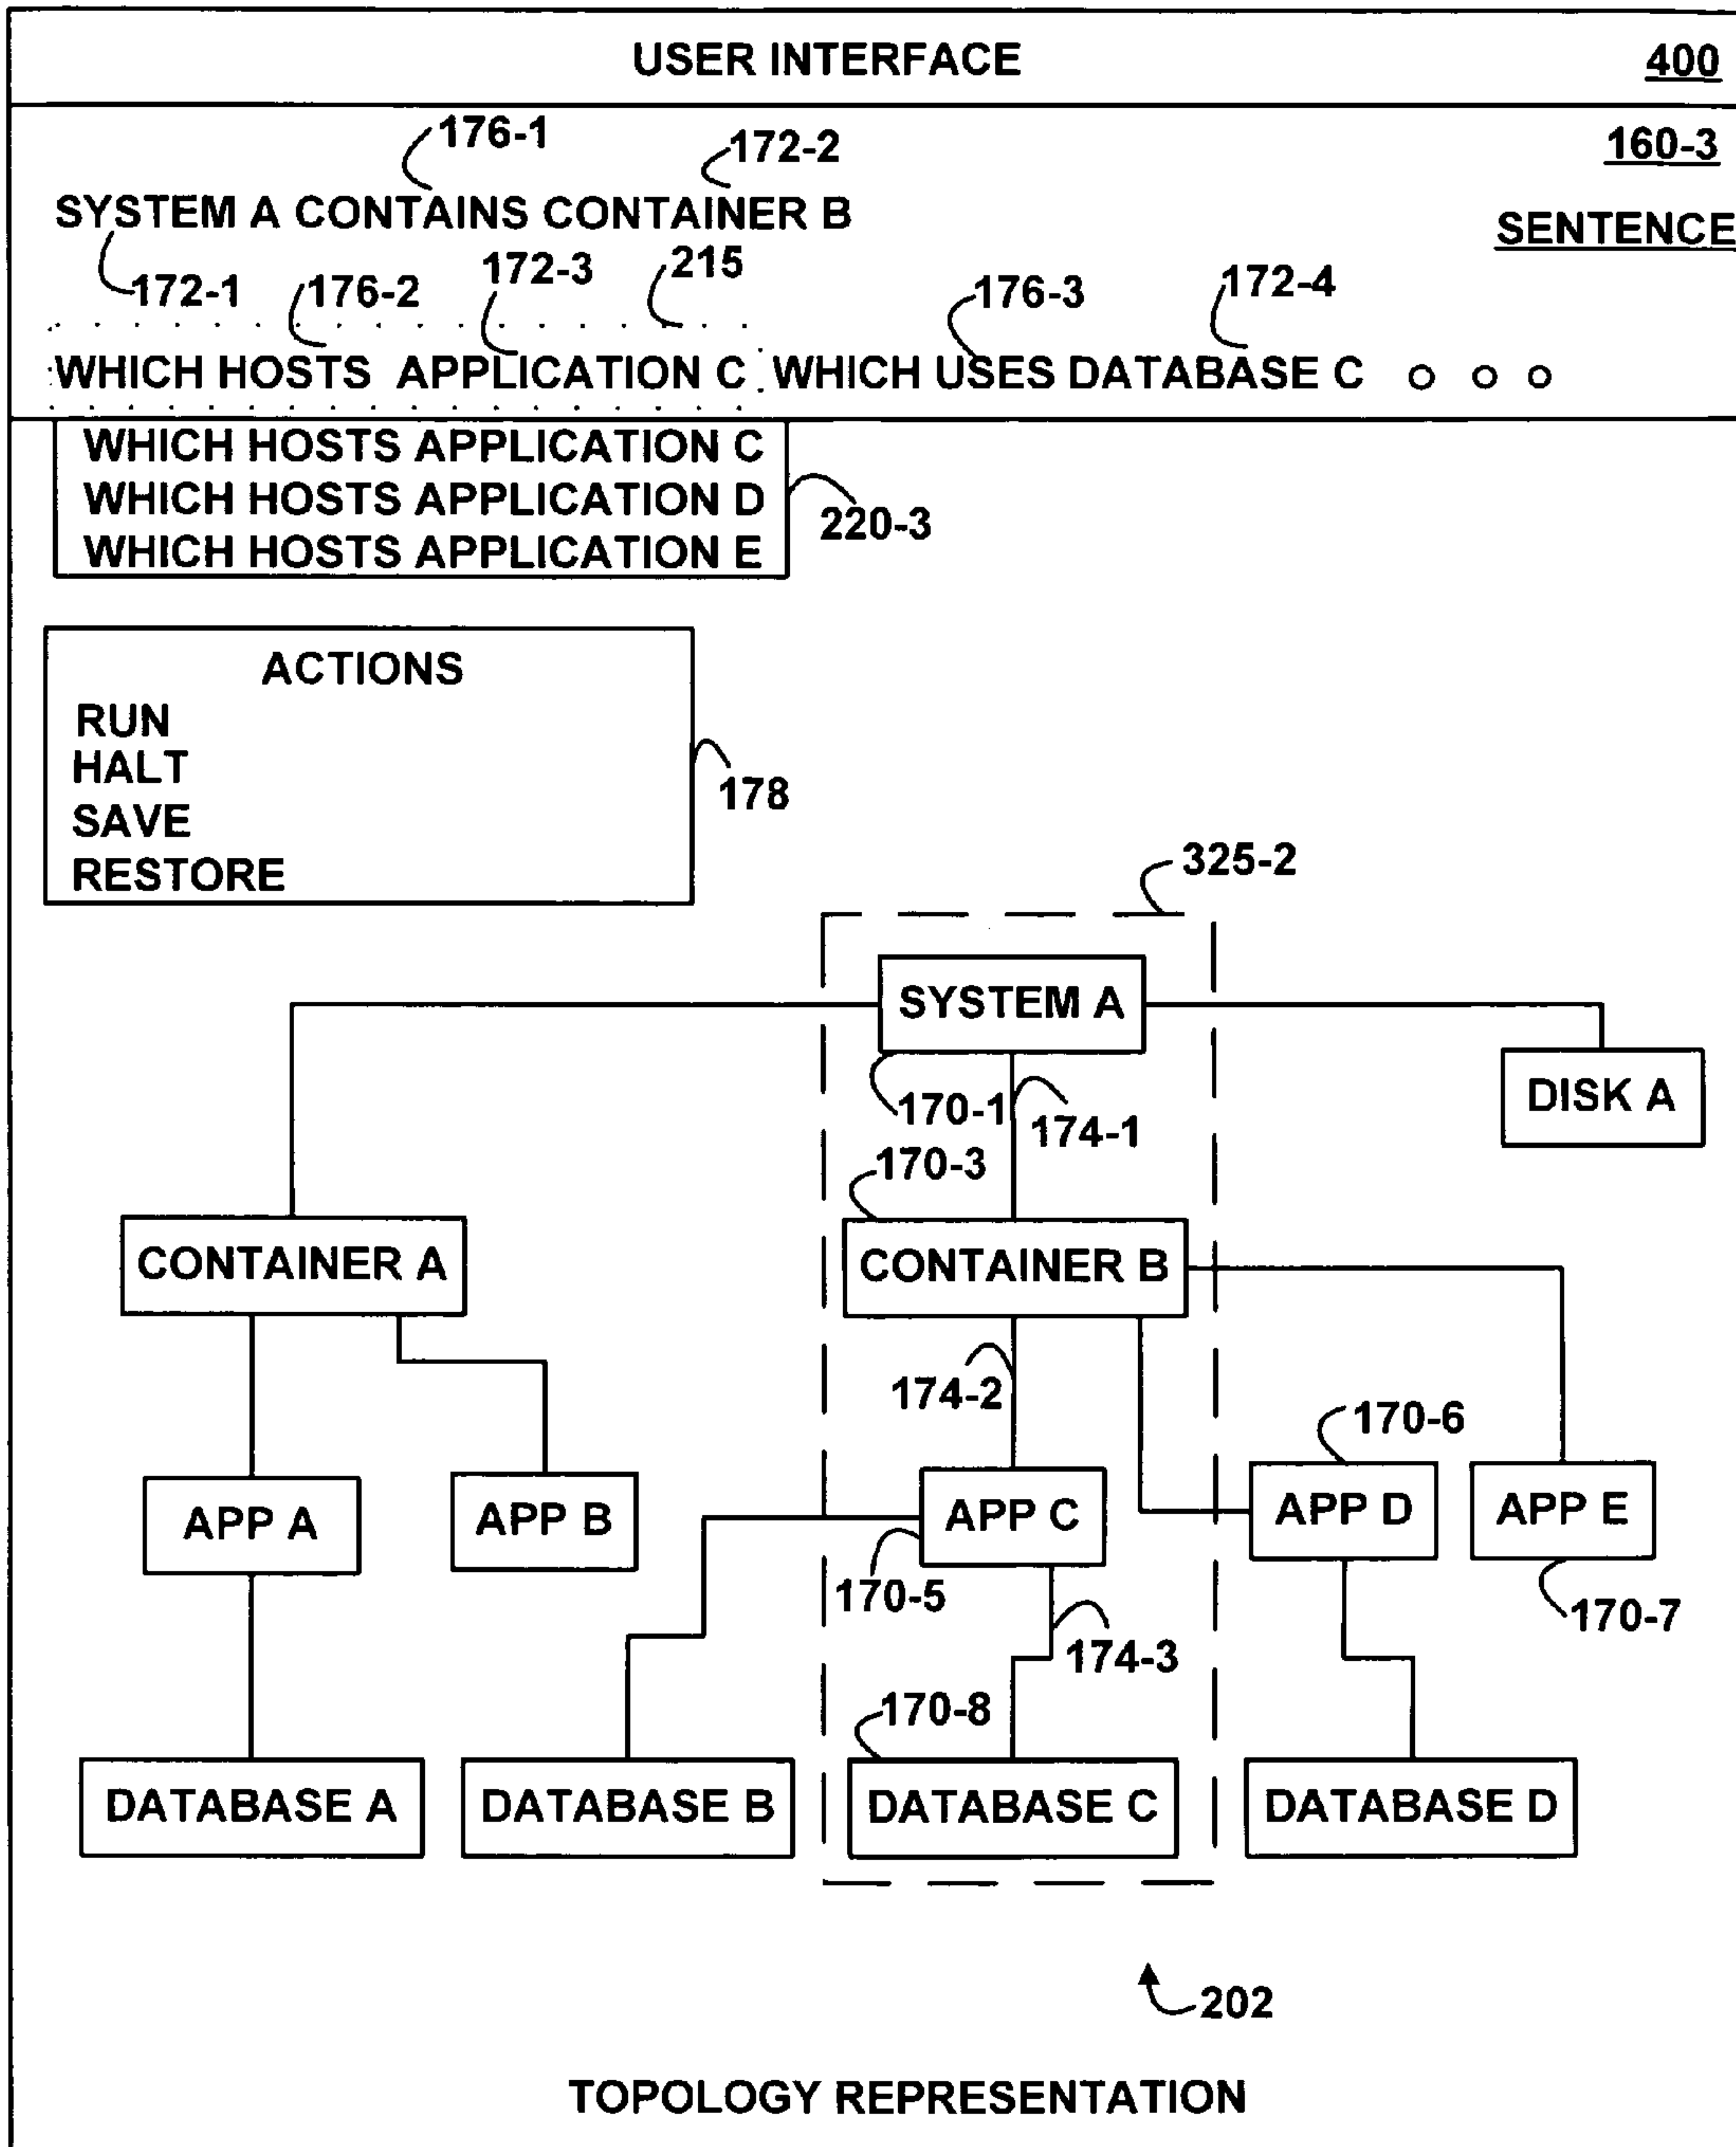 USER INTERFACE 400
176-1 172-2 160-3
SYSTEM A CONTAINS CONTAINER B SENTENCE
172-1 176-2 172-3 215 176-3 172-4
WHICH HOSTS APPLICATION C WHICH USES DATABASE C o o o
WHICH HOSTS APPLICATION C
WHICH HOSTS APPLICATION D
WHICH HOSTS APPLICATION E
220-3
ACTIONS
RUN
HALT
SAVE
RESTORE
178
325-2
SYSTEM A
170-1 174-1
DISK A
170-3
CONTAINER A CONTAINER B
174-2
170-6
APP A APP B APP C APP D APP E
170-5 170-7
174-3
170-8
DATABASE A DATABASE B DATABASE C DATABASE D
202
TOPOLOGY REPRESENTATION